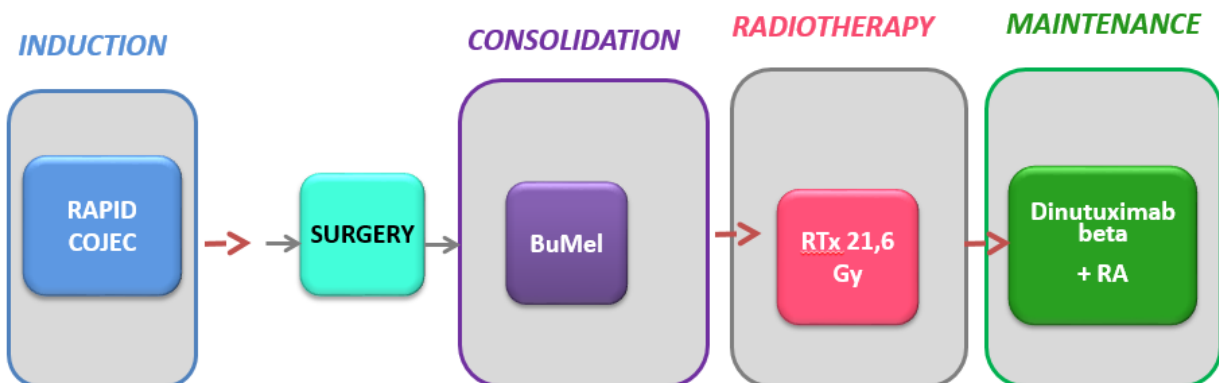 INDUCTION
CONSOLIDATION
RADIOTHERAPY
MAINTENANCE
RAPID
COJEC
SURGERY
BuMel
RTx 21,6
Gy
Dinutuximab
beta
+ RA